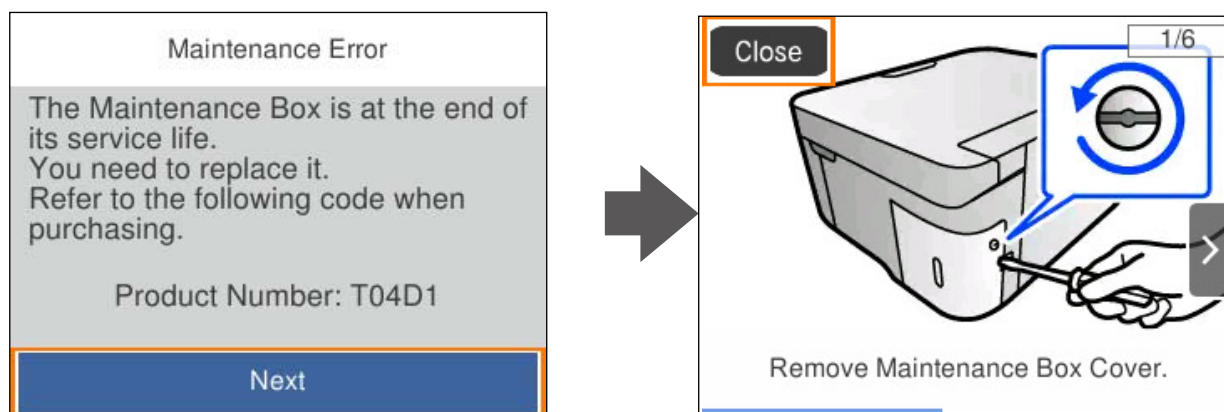 Maintenance Error
The Maintenance Box is at the end of
its service life.
You need to replace it.
Refer to the following code when
purchasing.
Product Number: T04D1
Next
Close
1/6
Remove Maintenance Box Cover.